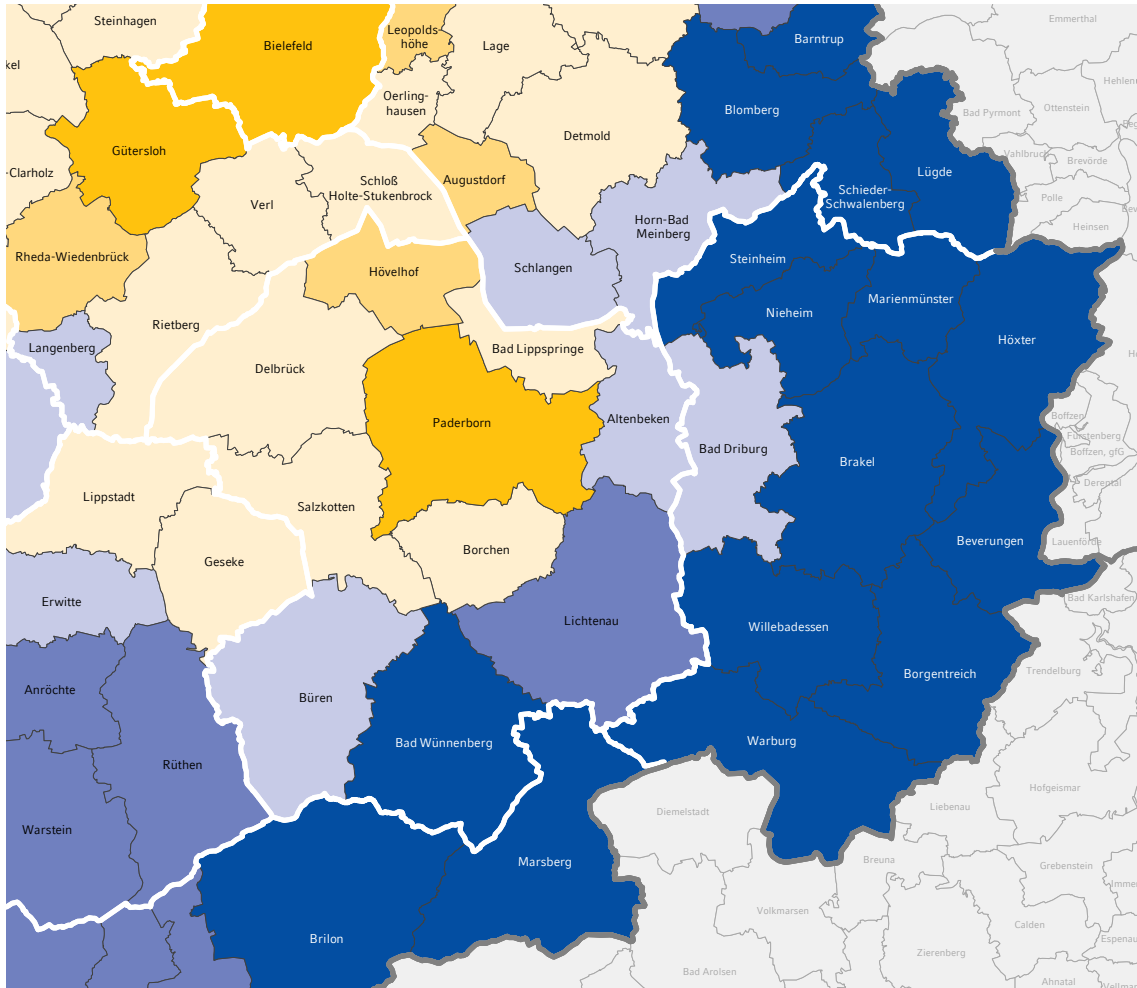 Steinhagen
Bielefeld
Leopolds-
höhe
Lage
Barntrup
Emmerthal
kel
Oerling-
hausen
Blomberg
Hehlen
Ottenstein
Bad Pyrmont
Detmold
Gütersloh
Vahlbruch
Brevörde
-Clarholz
Schloß
Holte-Stukenbrock
Augustdorf
Lügde
Verl
Schieder-
Schwalenberg
Polle
Horn-Bad
Meinberg
Heinsen
Rheda-Wiedenbrück
Steinheim
Hövelhof
Schlangen
Marienmünster
Nieheim
Rietberg
Höxter
Langenberg
Bad Lippspringe
Delbrück
Boffzen
Paderborn
Altenbeken
Fürstenberg
Bad Driburg
Boffzen, gfG
Brakel
Derental
Lippstadt
Salzkotten
Beverungen
Lauenförde
Borchen
Geseke
Erwitte
Bad Karlshafen
Lichtenau
Willebadessen
Trendelburg
Borgentreich
Anröchte
Büren
Bad Wünnenberg
Warburg
Rüthen
Hofgeismar
Liebenau
Diemelstadt
Warstein
Marsberg
Breuna
Grebenstein
Imme
Volkmarsen
Calden
Brilon
Espenau
Zierenberg
Bad Arolsen
Ahnatal
Vellmar